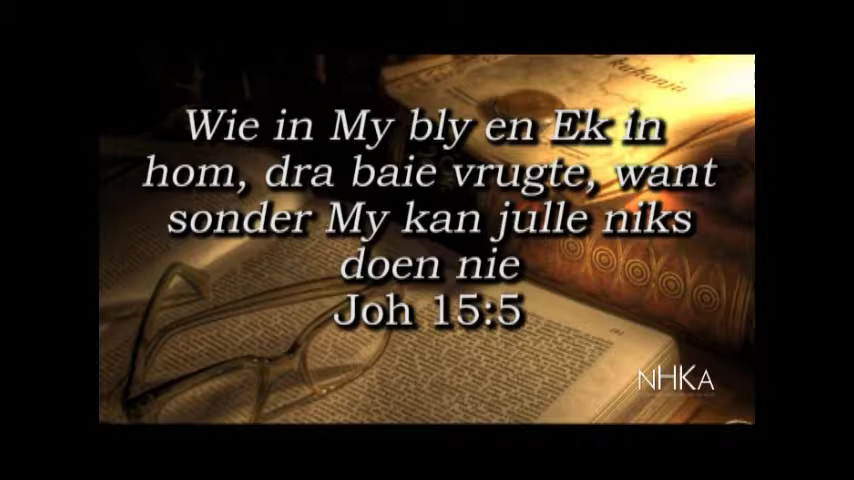 Wie in My bly en Ek in
hom, dra baie vrugte, want
sonder My kan julle niks
doen nie
Joh 15:5
NHKA